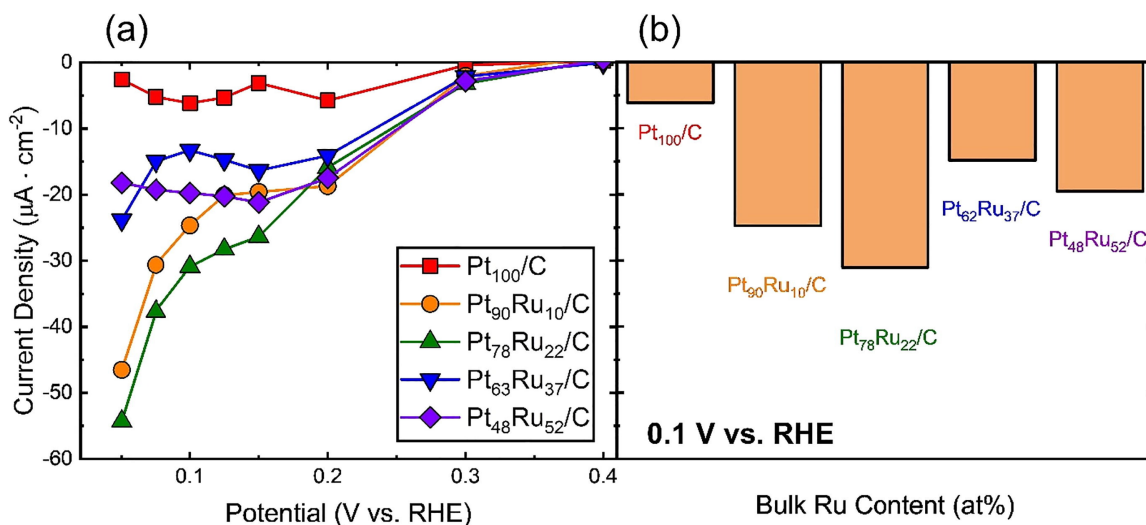 (a)
(b)
0
-10
-20
-30
-40
-50
-60
Current Density (µA · cm⁻²)
0.1
0.2
0.3
0.4
Potential (V vs. RHE)
Pt₁₀₀/C
Pt₉₀Ru₁₀/C
Pt₇₈Ru₂₂/C
Pt₆₃Ru₃₇/C
Pt₄₈Ru₅₂/C
Pt₁₀₀/C
Pt₉₀Ru₁₀/C
Pt₇₈Ru₂₂/C
Pt₆₂Ru₃₇/C
Pt₄₈Ru₅₂/C
0.1 V vs. RHE
Bulk Ru Content (at%)